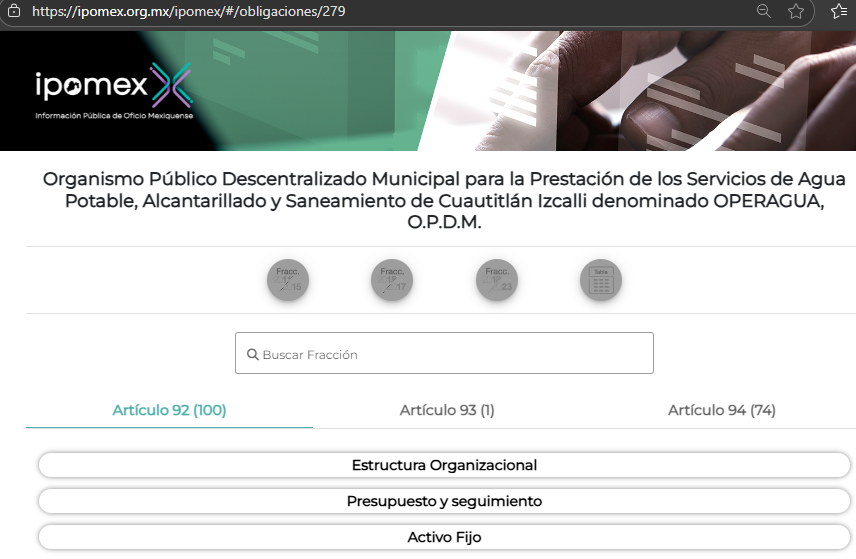 https://ipomex.org.mx/ipomex/#/obligaciones/279
ipomex
Información Pública de Oficio Mexiquense
Organismo Público Descentralizado Municipal para la Prestación de los Servicios de Agua
Potable, Alcantarillado y Saneamiento de Cuautitlán Izcalli denominado OPERAGUA,
O.P.D.M.
Fracc. Fracc. Fracc. Tabla
15 17 23
Buscar Fracción
Artículo 92 (100) Artículo 93 (1) Artículo 94 (74)
Estructura Organizacional
Presupuesto y seguimiento
Activo Fijo